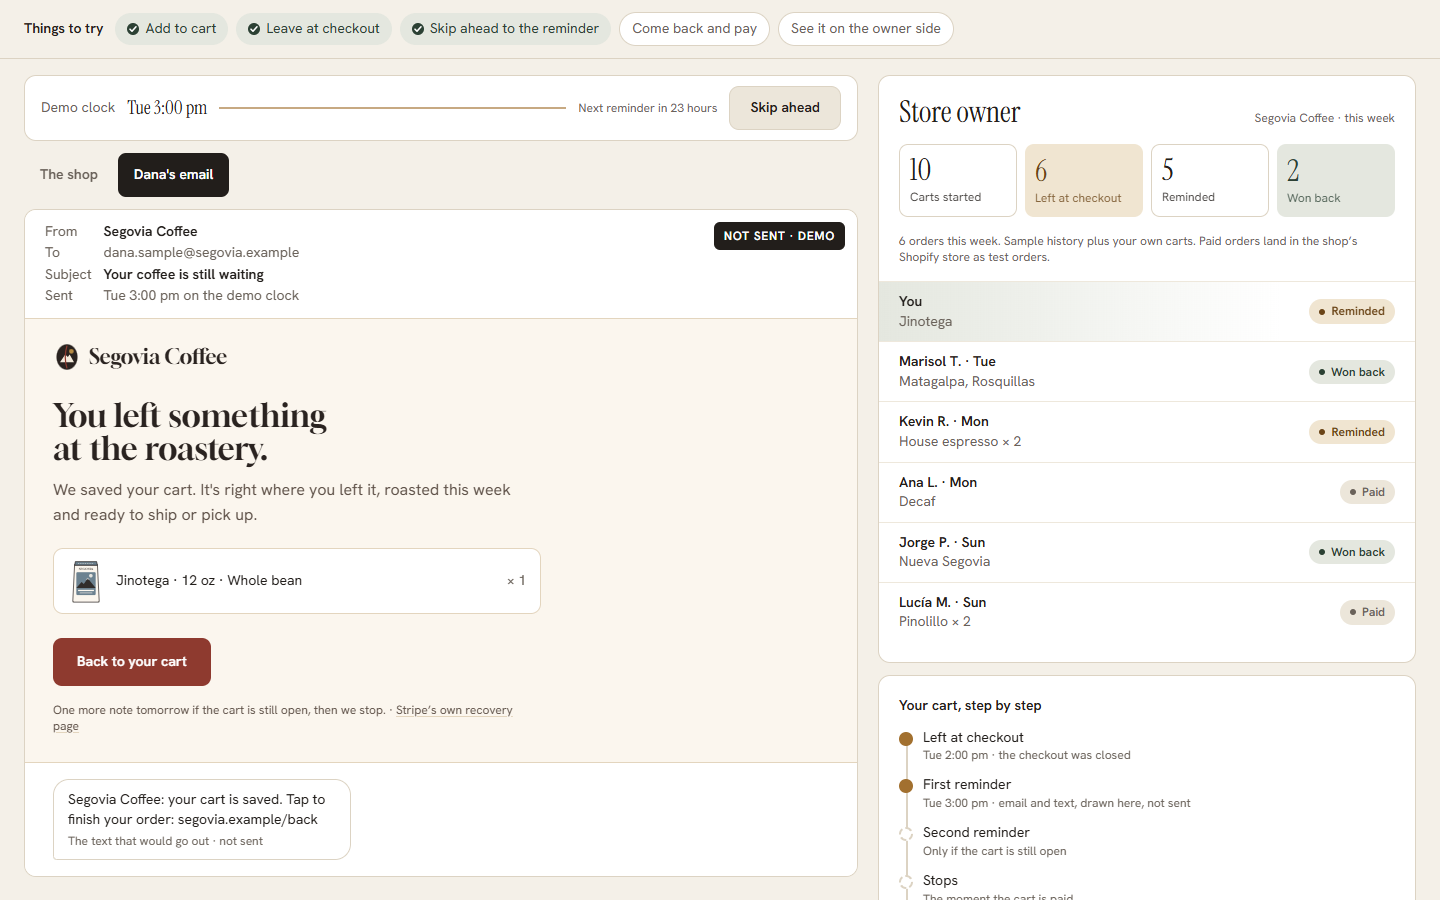 Things to try
Add to cart
Leave at checkout
Skip ahead to the reminder
Come back and pay
See it on the owner side
Demo clock
Tue 3:00 pm
Next reminder in 23 hours
Skip ahead
The shop
Dana's email
From Segovia Coffee
NOT SENT · DEMO
To dana.sample@segovia.example
Subject Your coffee is still waiting
Sent Tue 3:00 pm on the demo clock
Segovia Coffee
You left something
at the roastery.
We saved your cart. It's right where you left it, roasted this week
and ready to ship or pick up.
Jinotega · 12 oz · Whole bean × 1
Back to your cart
One more note tomorrow if the cart is still open, then we stop. · Stripe's own recovery
page
Segovia Coffee: your cart is saved. Tap to
finish your order: segovia.example/back
The text that would go out · not sent
Store owner
Segovia Coffee · this week
10
Carts started
6
Left at checkout
5
Reminded
2
Won back
6 orders this week. Sample history plus your own carts. Paid orders land in the shop's
Shopify store as test orders.
You
Jinotega
Reminded
Marisol T. · Tue
Matagalpa, Rosquillas
Won back
Kevin R. · Mon
House espresso × 2
Reminded
Ana L. · Mon
Decaf
Paid
Jorge P. · Sun
Nueva Segovia
Won back
Lucía M. · Sun
Pinolillo × 2
Paid
Your cart, step by step
Left at checkout
Tue 2:00 pm · the checkout was closed
First reminder
Tue 3:00 pm · email and text, drawn here, not sent
Second reminder
Only if the cart is still open
Stops
The moment the cart is paid